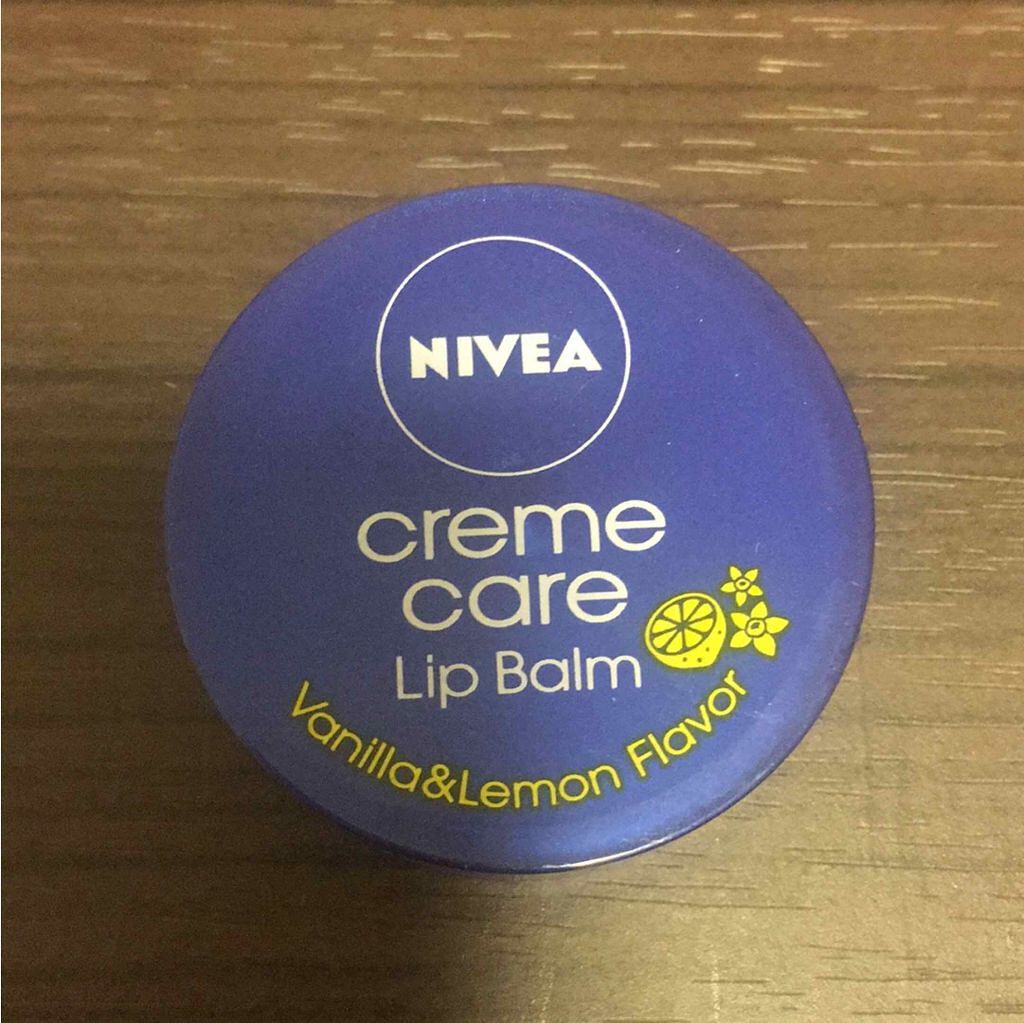 NIVEA
creme
care
Lip Balm
Vanilla&Lemon Flavor